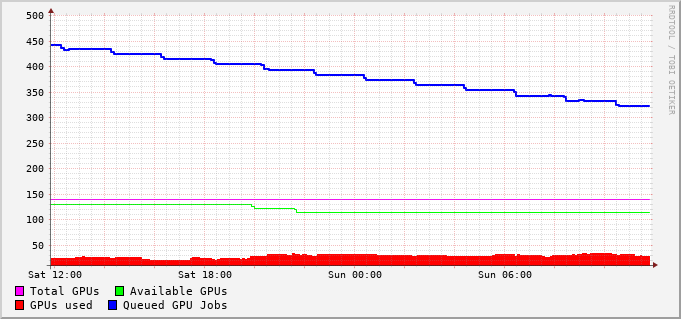 500
450
400
350
300
250
200
150
100
50
Sat 12:00 Sat 18:00 Sun 00:00 Sun 06:00
Total GPUs Available GPUs
GPUs used Queued GPU Jobs
RRDTOOL / TOBI OETIKER